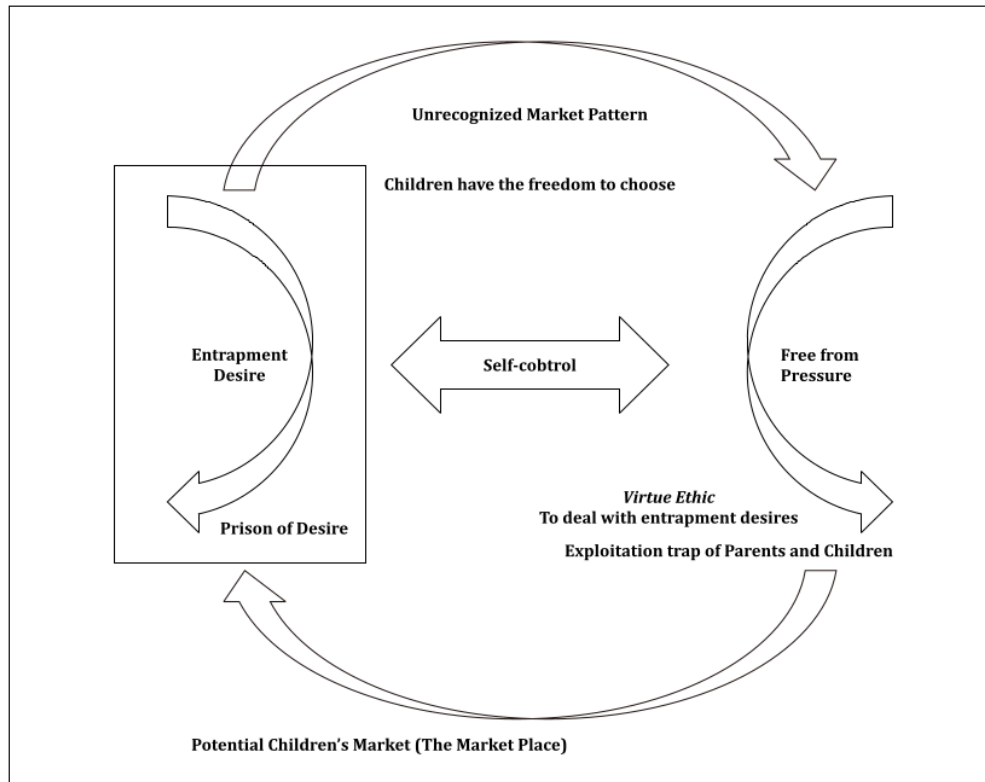 Unrecognized Market Pattern
Children have the freedom to choose
Entrapment
Desire
Self-cobtrol
Free from
Pressure
Prison of Desire
Virtue Ethic
To deal with entrapment desires
Exploitation trap of Parents and Children
Potential Children’s Market (The Market Place)